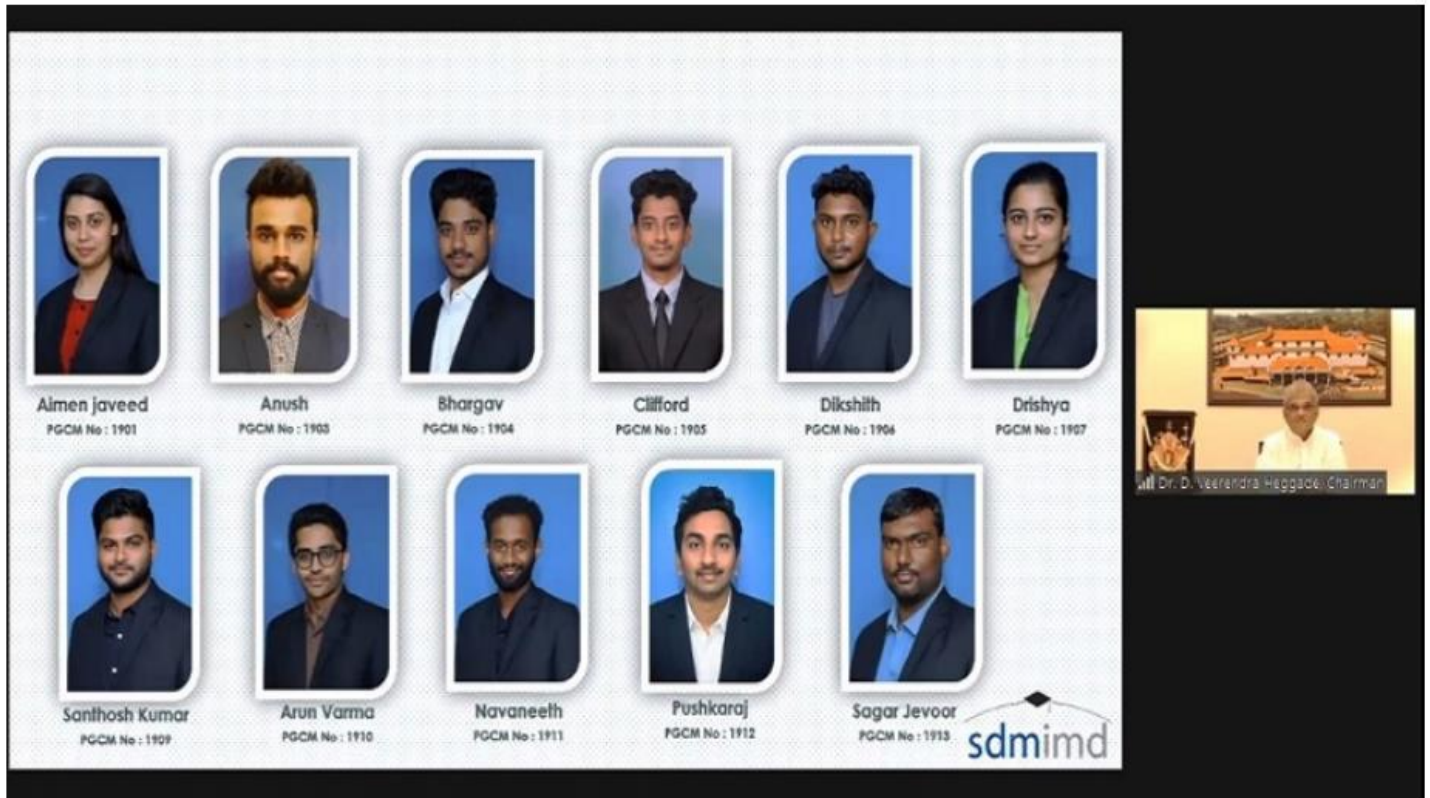 Aimen javeed
PGCM No : 1901
Anush
PGCM No : 1903
Bhargav
PGCM No : 1904
Clifford
PGCM No : 1905
Dikshith
PGCM No : 1906
Drishya
PGCM No : 1907
Santhosh Kumar
PGCM No : 1909
Arun Varma
PGCM No : 1910
Navaneeth
PGCM No : 1911
Pushkaraj
PGCM No : 1912
Sagar Jevoor
PGCM No : 1913
sdmimd
Dr. D. Veerendra Heggade, Chairman